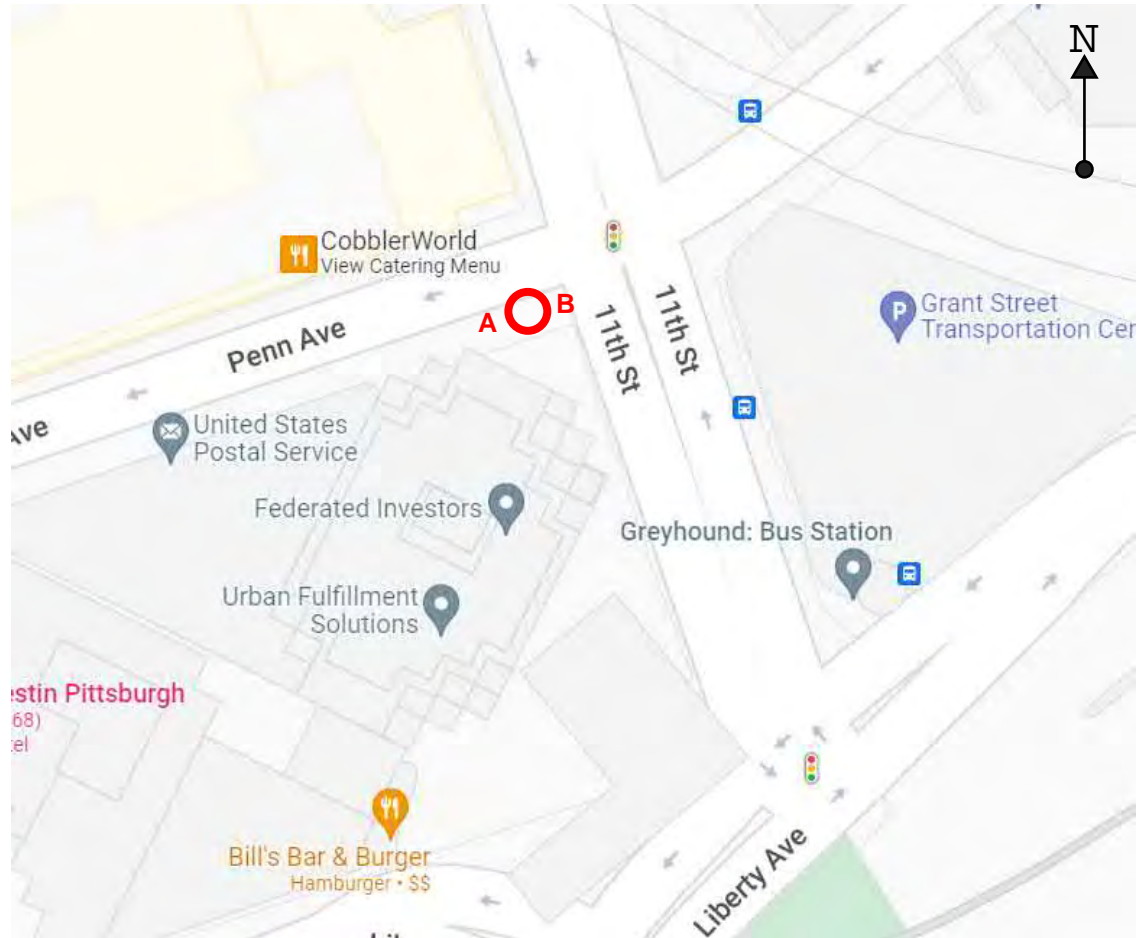 N
CobblerWorld
View Catering Menu
A
B
Penn Ave
11th St
11th St
P
Grant Street
Transportation Cen
Ave
United States
Postal Service
Federated Investors
Greyhound: Bus Station
Urban Fulfillment
Solutions
estin Pittsburgh
68)
tel
Bill's Bar & Burger
Hamburger • $$
Liberty Ave